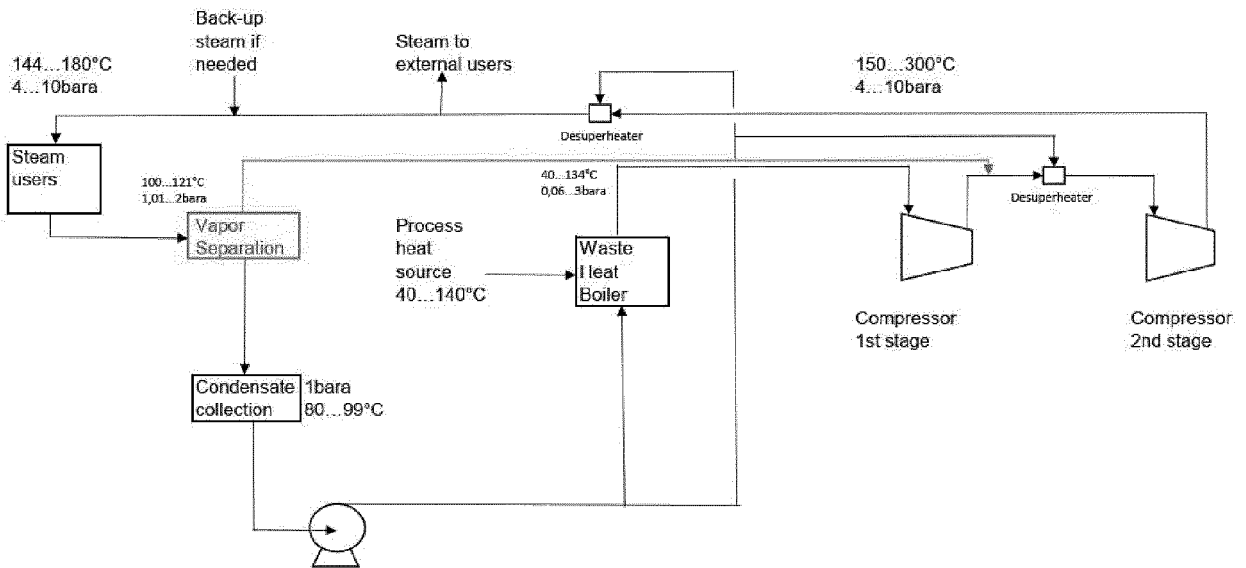 Back-up
steam if
needed
Steam to
external users
144...180°C
4...10bara
150...300°C
4...10bara
Desuperheater
Steam
users
100...121°C
1,01...2bara
40...134°C
0,06...3bara
Desuperheater
Vapor
Separation
Process
heat
source
40...140°C
Waste
Heat
Boiler
Compressor
1st stage
Compressor
2nd stage
Condensate
collection
1bara
80...99°C